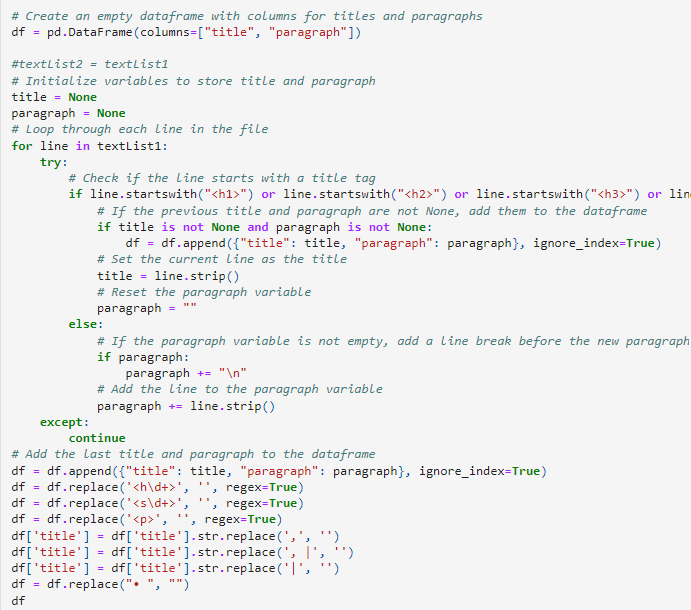 # Create an empty dataframe with columns for titles and paragraphs
df = pd.DataFrame(columns=["title", "paragraph"])
#textList2 = textList1
# Initialize variables to store title and paragraph
title = None
paragraph = None
# Loop through each line in the file
for line in textList1:
    try:
        # Check if the line starts with a title tag
        if line.startswith("<h1>") or line.startswith("<h2>") or line.startswith("<h3>") or lin
            # If the previous title and paragraph are not None, add them to the dataframe
            if title is not None and paragraph is not None:
                df = df.append({"title": title, "paragraph": paragraph}, ignore_index=True)
            # Set the current line as the title
            title = line.strip()
            # Reset the paragraph variable
            paragraph = ""
        else:
            # If the paragraph variable is not empty, add a line break before the new paragraph
            if paragraph:
                paragraph += "\n"
            # Add the line to the paragraph variable
            paragraph += line.strip()
    except:
        continue
# Add the last title and paragraph to the dataframe
df = df.append({"title": title, "paragraph": paragraph}, ignore_index=True)
df = df.replace('<h\d+>', '', regex=True)
df = df.replace('<s\d+>', '', regex=True)
df = df.replace('<p>', '', regex=True)
df['title'] = df['title'].str.replace(',', '')
df['title'] = df['title'].str.replace(', |', '')
df['title'] = df['title'].str.replace('|', '')
df = df.replace("• ", "")
df